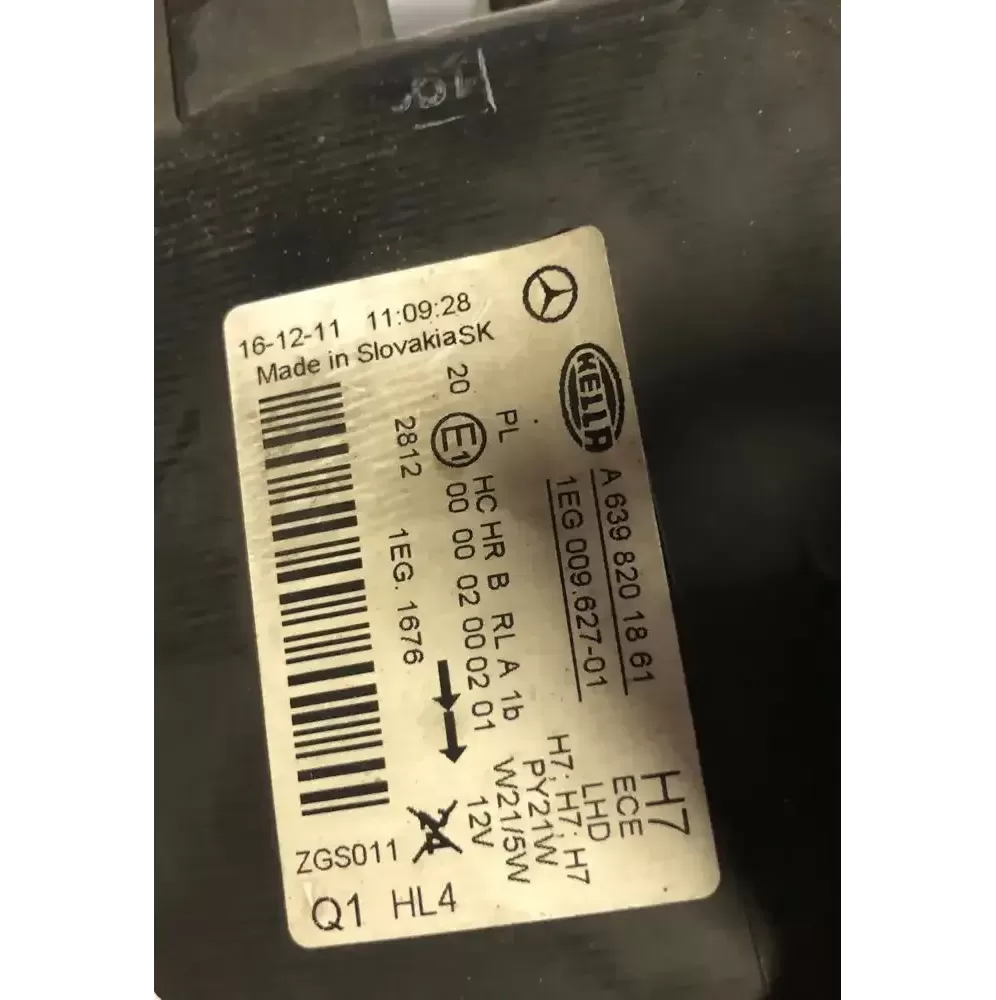 16-12-11 11:09:28
Made in SlovakiaSK
HELLA
A 639 820 18 61
1EG 009.627-01
H7
ECE
LHD
H7; H7; H7
PY21W
W21/5W
12V
PL HC HR B RL A 1b
20 E1 00 00 02 00 02 01
2812 1EG. 1676
24
ZGS011
Q1 HL4